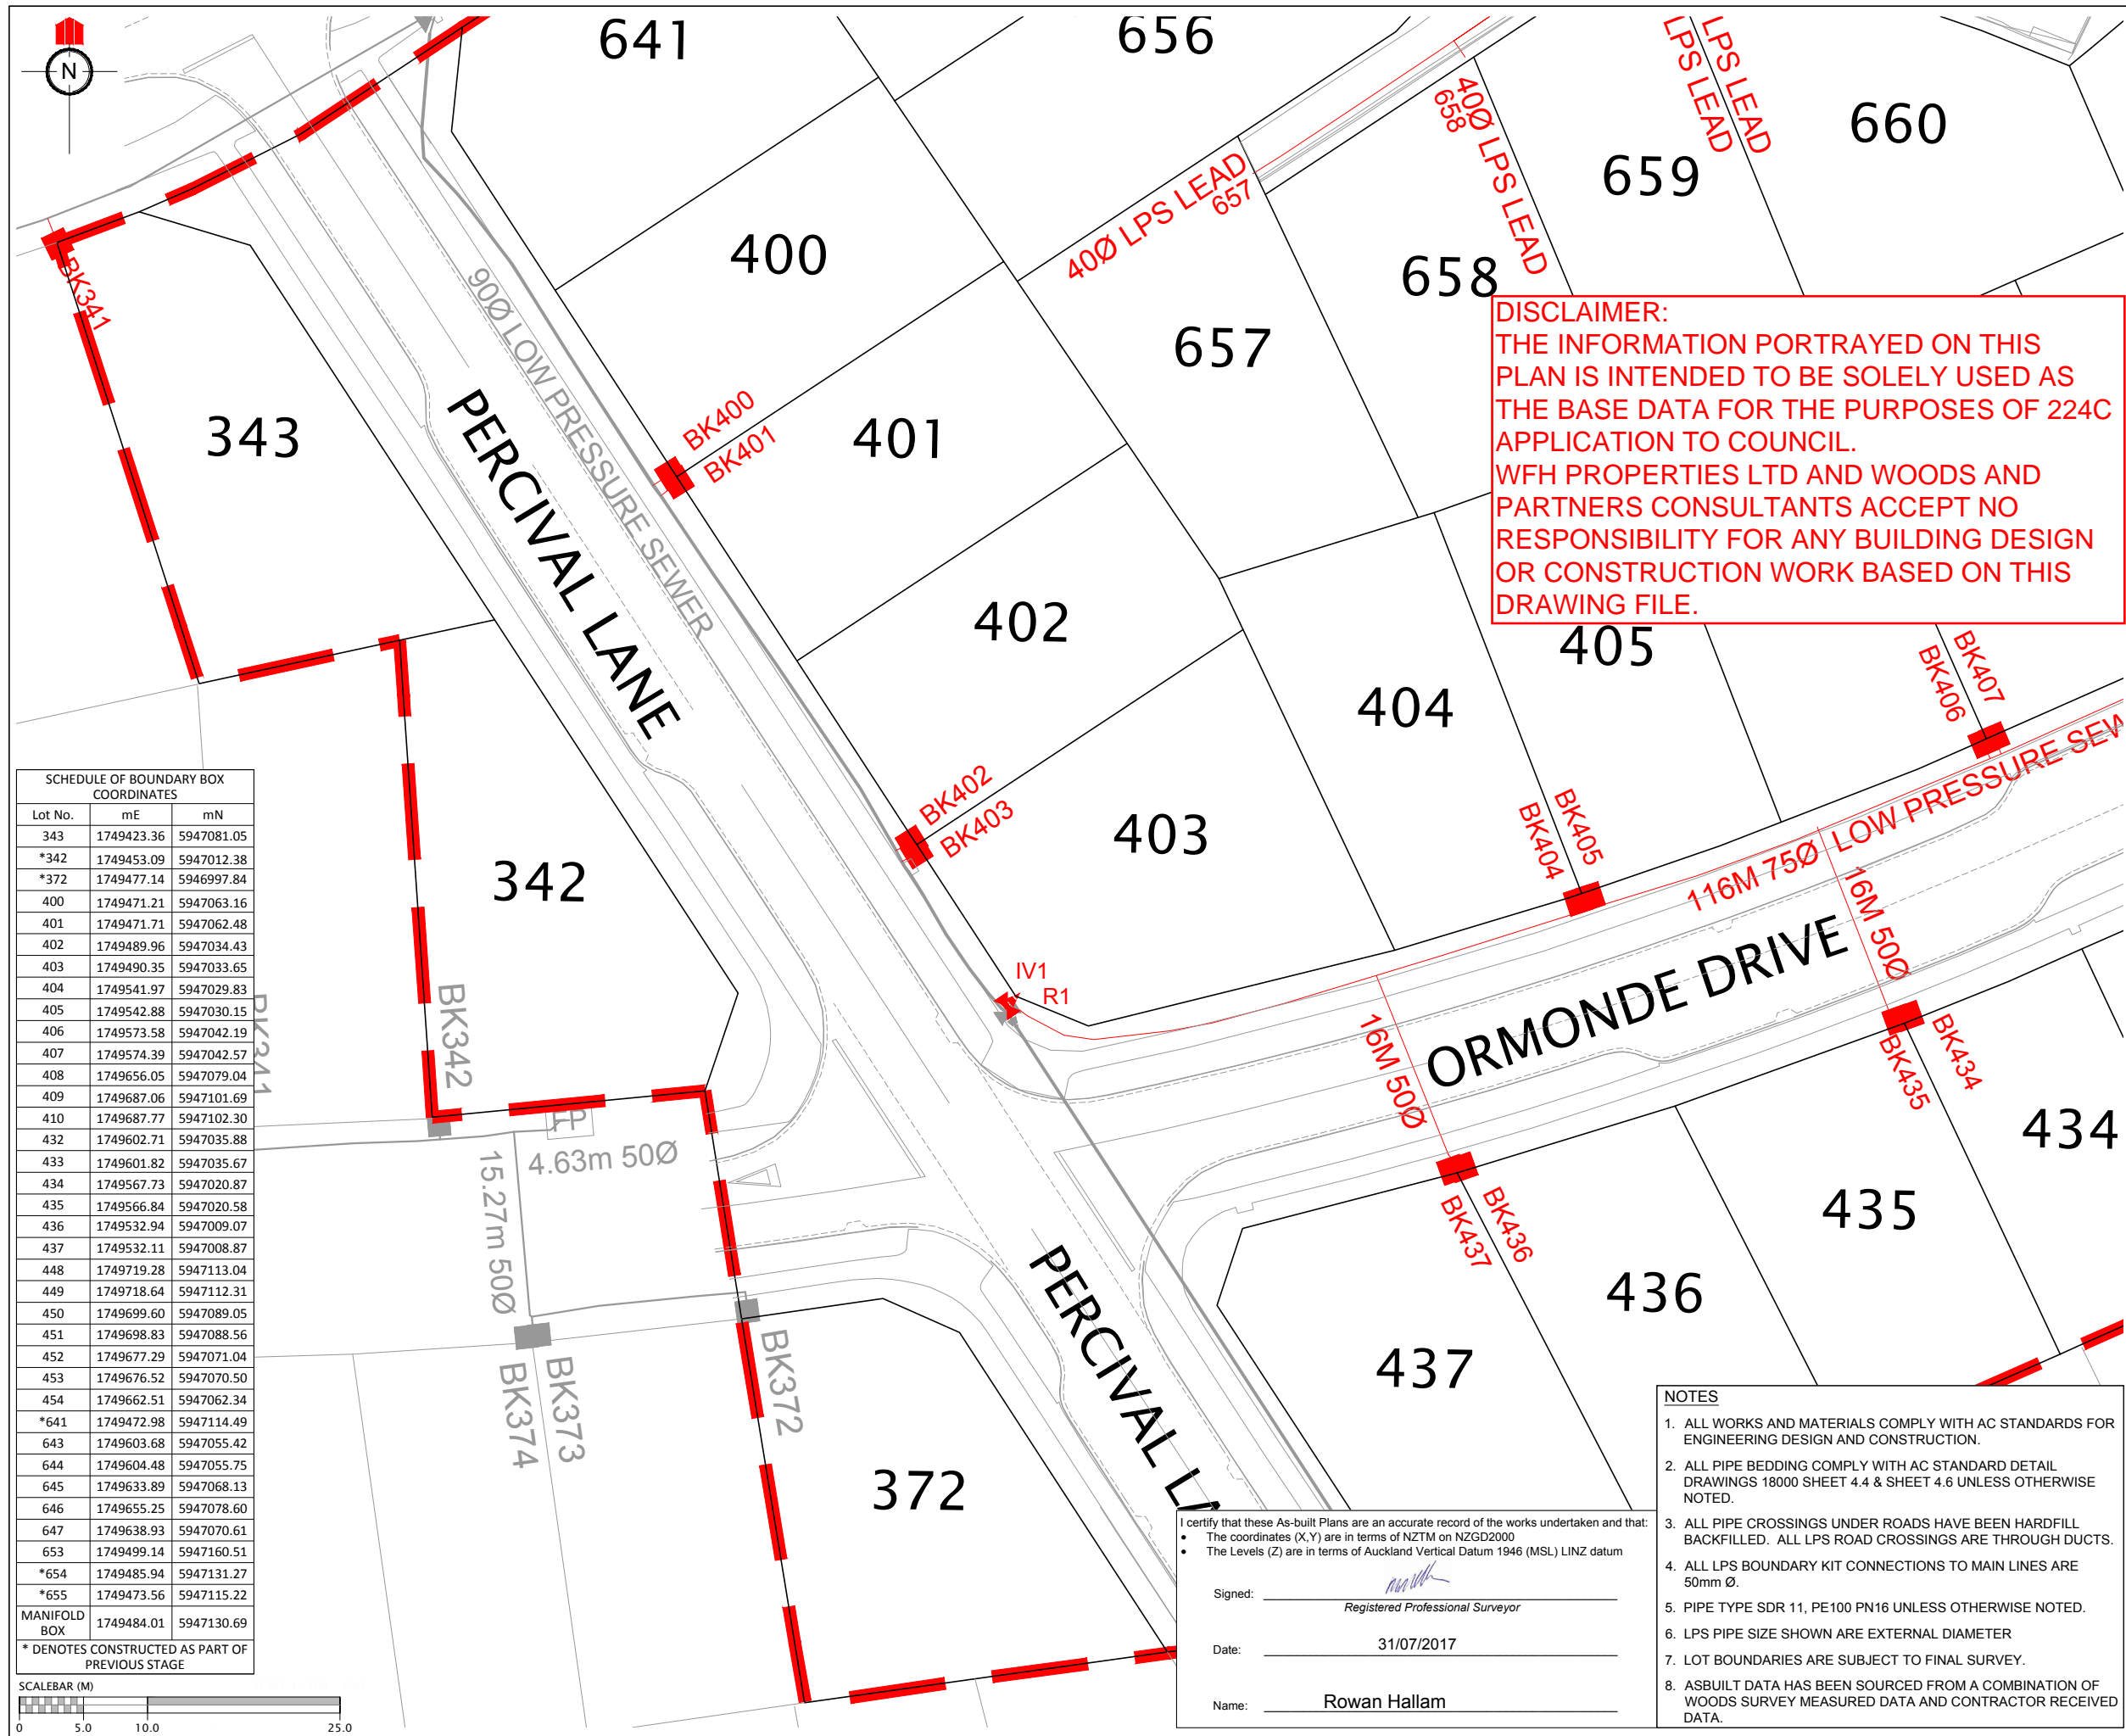 N
641
656
LPS LEAD
LPS LEAD
660
40Ø LPS LEAD
658
659
40Ø LPS LEAD
657
400
658
BK341
343
90Ø LOW PRESSURE SEWER
657
DISCLAIMER:
THE INFORMATION PORTRAYED ON THIS
PLAN IS INTENDED TO BE SOLELY USED AS
THE BASE DATA FOR THE PURPOSES OF 224C
APPLICATION TO COUNCIL.
WFH PROPERTIES LTD AND WOODS AND
PARTNERS CONSULTANTS ACCEPT NO
RESPONSIBILITY FOR ANY BUILDING DESIGN
OR CONSTRUCTION WORK BASED ON THIS
DRAWING FILE.
BK400
BK401
401
PERCIVAL LANE
402
405
404
BK407
BK406
BK402
BK403
403
BK405
BK404
116M 75Ø LOW PRESSURE SEW
16M 50Ø
342
IV1
R1
ORMONDE DRIVE
16M 50Ø
BK342
BK341
BK434
BK435
434
4.63m 50Ø
15.27m 50Ø
BK436
BK437
435
436
437
PERCIVAL LA
BK372
BK373
BK374
372
SCHEDULE OF BOUNDARY BOX
COORDINATES
Lot No. mE mN
343 1749423.36 5947081.05
*342 1749453.09 5947012.38
*372 1749477.14 5946997.84
400 1749471.21 5947063.16
401 1749471.71 5947062.48
402 1749489.96 5947034.43
403 1749490.35 5947033.65
404 1749541.97 5947029.83
405 1749542.88 5947030.15
406 1749573.58 5947042.19
407 1749574.39 5947042.57
408 1749656.05 5947079.04
409 1749687.06 5947101.69
410 1749687.77 5947102.30
432 1749602.71 5947035.88
433 1749601.82 5947035.67
434 1749567.73 5947020.87
435 1749566.84 5947020.58
436 1749532.94 5947009.07
437 1749532.11 5947008.87
448 1749719.28 5947113.04
449 1749718.64 5947112.31
450 1749699.60 5947089.05
451 1749698.83 5947088.56
452 1749677.29 5947071.04
453 1749676.52 5947070.50
454 1749662.51 5947062.34
*641 1749472.98 5947114.49
643 1749603.68 5947055.42
644 1749604.48 5947055.75
645 1749633.89 5947068.13
646 1749655.25 5947078.60
647 1749638.93 5947070.61
653 1749499.14 5947160.51
*654 1749485.94 5947131.27
*655 1749473.56 5947115.22
MANIFOLD
BOX 1749484.01 5947130.69
* DENOTES CONSTRUCTED AS PART OF
PREVIOUS STAGE
SCALEBAR (M)
0 5.0 10.0 25.0
I certify that these As-built Plans are an accurate record of the works undertaken and that:
• The coordinates (X,Y) are in terms of NZTM on NZGD2000
• The Levels (Z) are in terms of Auckland Vertical Datum 1946 (MSL) LINZ datum
Signed:
Registered Professional Surveyor
Date: 31/07/2017
Name: Rowan Hallam
NOTES
1. ALL WORKS AND MATERIALS COMPLY WITH AC STANDARDS FOR
ENGINEERING DESIGN AND CONSTRUCTION.
2. ALL PIPE BEDDING COMPLY WITH AC STANDARD DETAIL
DRAWINGS 18000 SHEET 4.4 & SHEET 4.6 UNLESS OTHERWISE
NOTED.
3. ALL PIPE CROSSINGS UNDER ROADS HAVE BEEN HARDFILL
BACKFILLED. ALL LPS ROAD CROSSINGS ARE THROUGH DUCTS.
4. ALL LPS BOUNDARY KIT CONNECTIONS TO MAIN LINES ARE
50mm Ø.
5. PIPE TYPE SDR 11, PE100 PN16 UNLESS OTHERWISE NOTED.
6. LPS PIPE SIZE SHOWN ARE EXTERNAL DIAMETER
7. LOT BOUNDARIES ARE SUBJECT TO FINAL SURVEY.
8. ASBUILT DATA HAS BEEN SOURCED FROM A COMBINATION OF
WOODS SURVEY MEASURED DATA AND CONTRACTOR RECEIVED
DATA.